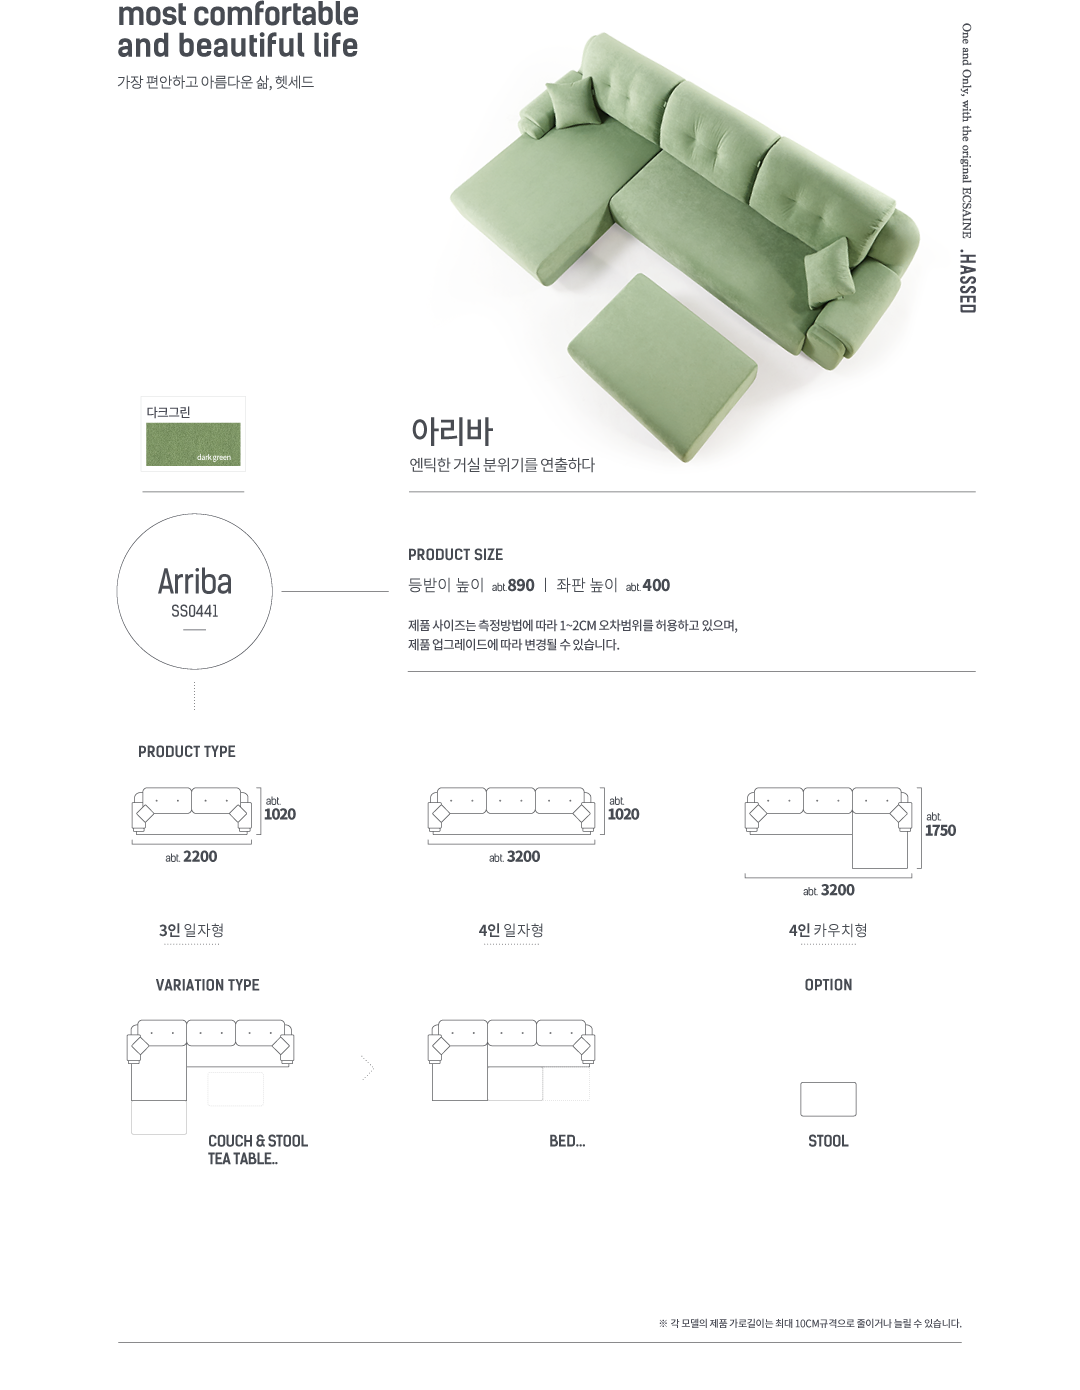 most comfortable
and beautiful life
가장 편안하고 아름다운 삶, 헷세드
One and Only, with the original ECSAINE .HASSED
다크그린
dark green
아리바
엔틱한 거실 분위기를 연출하다
Arriba
SS0441
PRODUCT SIZE
등받이 높이 abt.890 | 좌판 높이 abt.400
제품 사이즈는 측정방법에 따라 1~2CM 오차범위를 허용하고 있으며,
제품 업그레이드에 따라 변경될 수 있습니다.
PRODUCT TYPE
abt.
1020
abt. 2200
3인 일자형
abt.
1020
abt. 3200
4인 일자형
abt.
1750
abt. 3200
4인 카우치형
VARIATION TYPE
COUCH & STOOL
TEA TABLE..
BED...
OPTION
STOOL
※ 각 모델의 제품 가로길이는 최대 10CM규격으로 줄이거나 늘릴 수 있습니다.